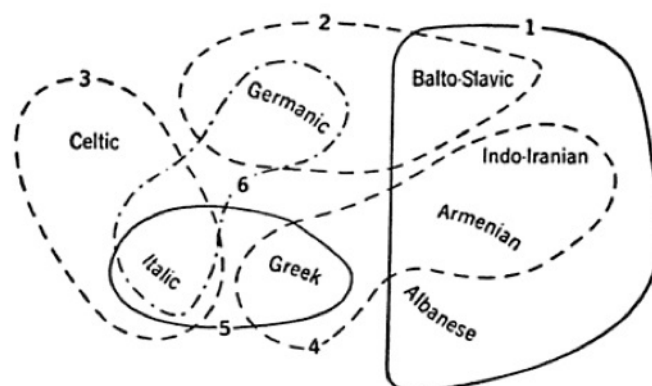 2
1
3
Balto-Slavic
Germanic
Celtic
Indo-Iranian
6
Armenian
Italic
Greek
Albanese
5
4